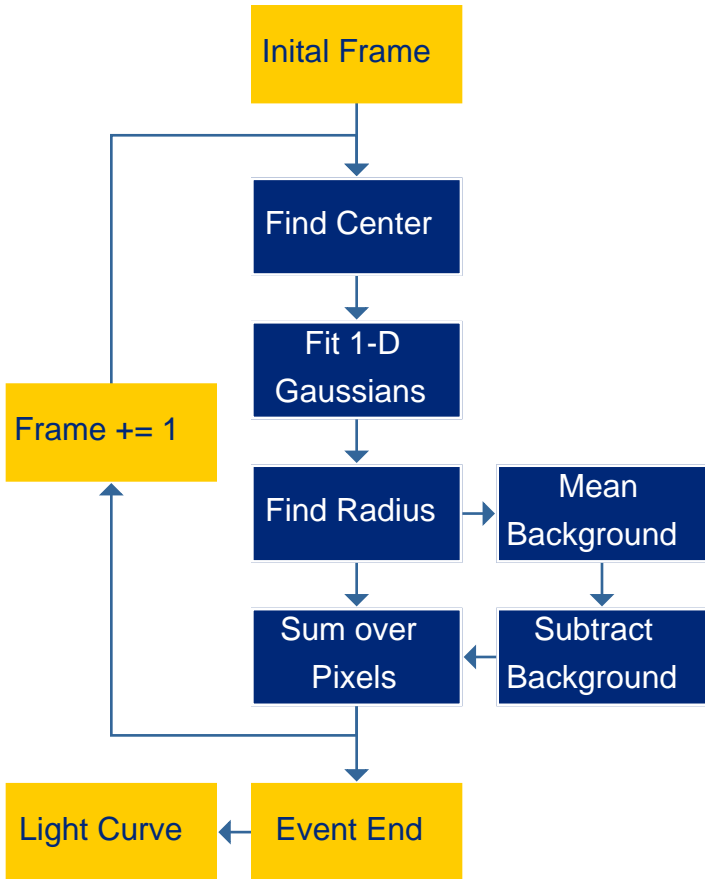 Inital Frame
Find Center
Fit 1-D
Gaussians
Frame += 1
Find Radius
Mean
Background
Sum over
Pixels
Subtract
Background
Light Curve
Event End